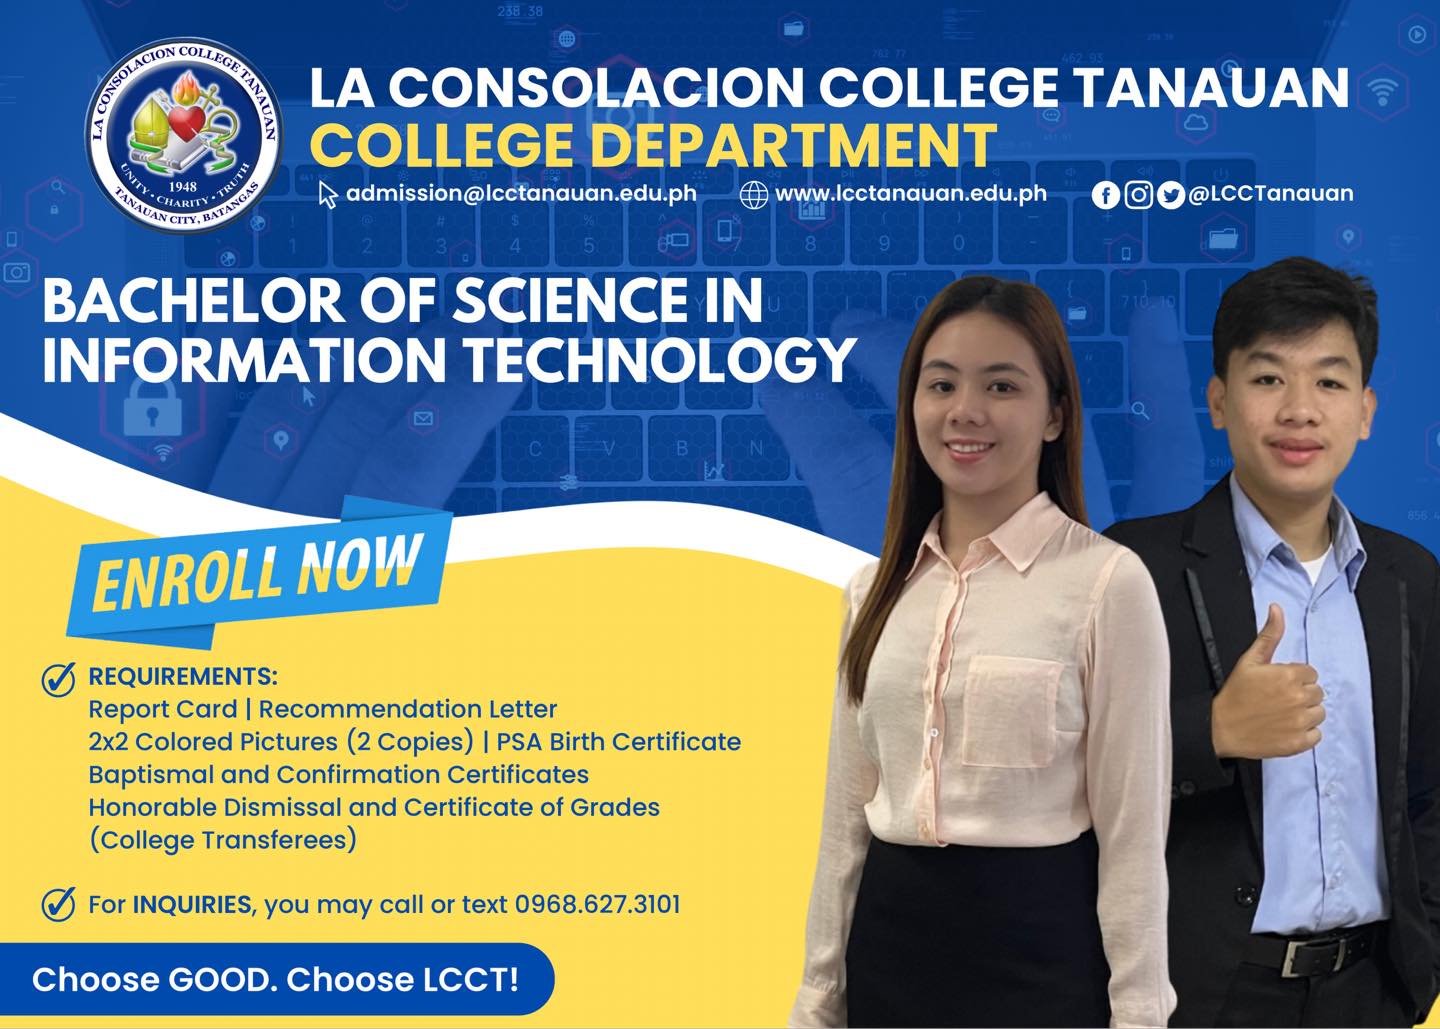 LA CONSOLACION COLLEGE TANAUAN
UNITY • CHARITY • TRUTH
1948
TANAUAN CITY, BATANGAS
LA CONSOLACION COLLEGE TANAUAN
COLLEGE DEPARTMENT
admission@lcctanauan.edu.ph www.lcctanauan.edu.ph @LCCTanauan
BACHELOR OF SCIENCE IN
INFORMATION TECHNOLOGY
ENROLL NOW
REQUIREMENTS:
Report Card | Recommendation Letter
2x2 Colored Pictures (2 Copies) | PSA Birth Certificate
Baptismal and Confirmation Certificates
Honorable Dismissal and Certificate of Grades
(College Transferees)
For INQUIRIES, you may call or text 0968.627.3101
Choose GOOD. Choose LCCT!